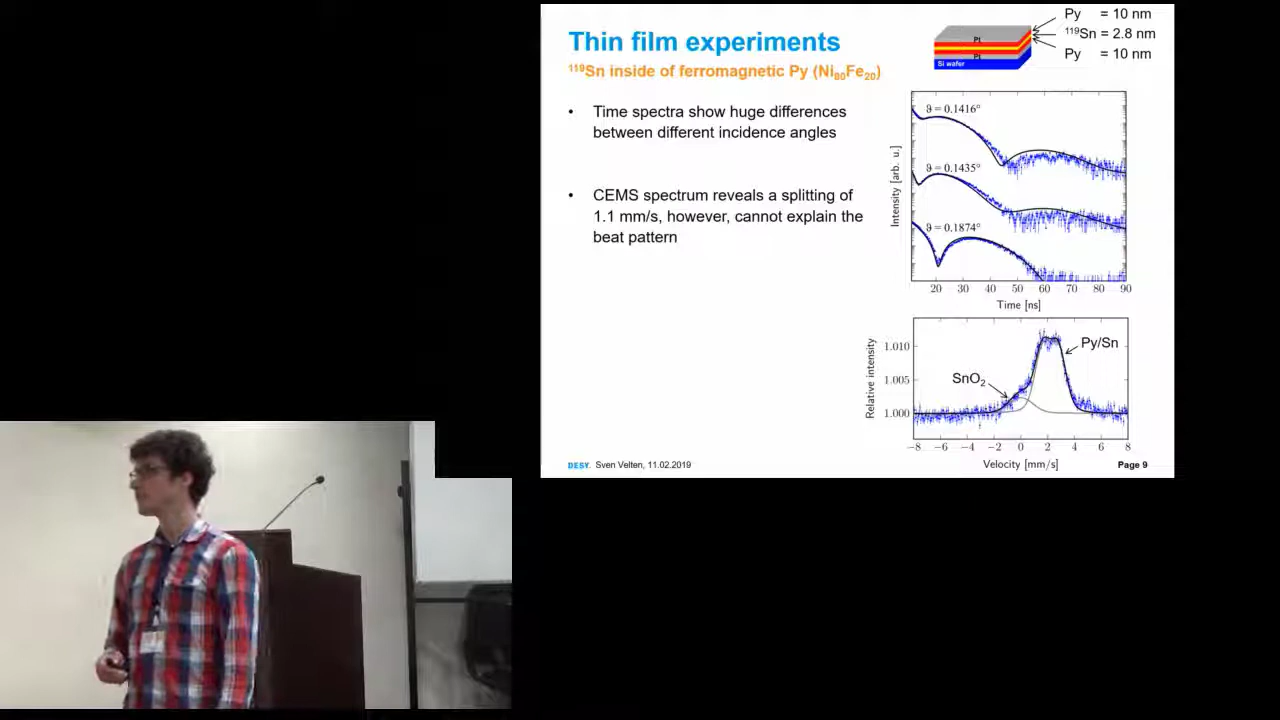 Thin film experiments
¹¹⁹Sn inside of ferromagnetic Py (Ni₈₀Fe₂₀)
• Time spectra show huge differences
between different incidence angles
• CEMS spectrum reveals a splitting of
1.1 mm/s, however, cannot explain the
beat pattern
Py = 10 nm
¹¹⁹Sn = 2.8 nm
Py = 10 nm
Pt
Pt
Si wafer
ϑ = 0.1416°
ϑ = 0.1435°
ϑ = 0.1874°
Intensity [arb. u.]
20 30 40 50 60 70 80 90
Time [ns]
1.010
1.005
1.000
Relative intensity
Py/Sn
SnO₂
−8 −6 −4 −2 0 2 4 6 8
Velocity [mm/s]
DESY. Sven Velten, 11.02.2019
Page 9